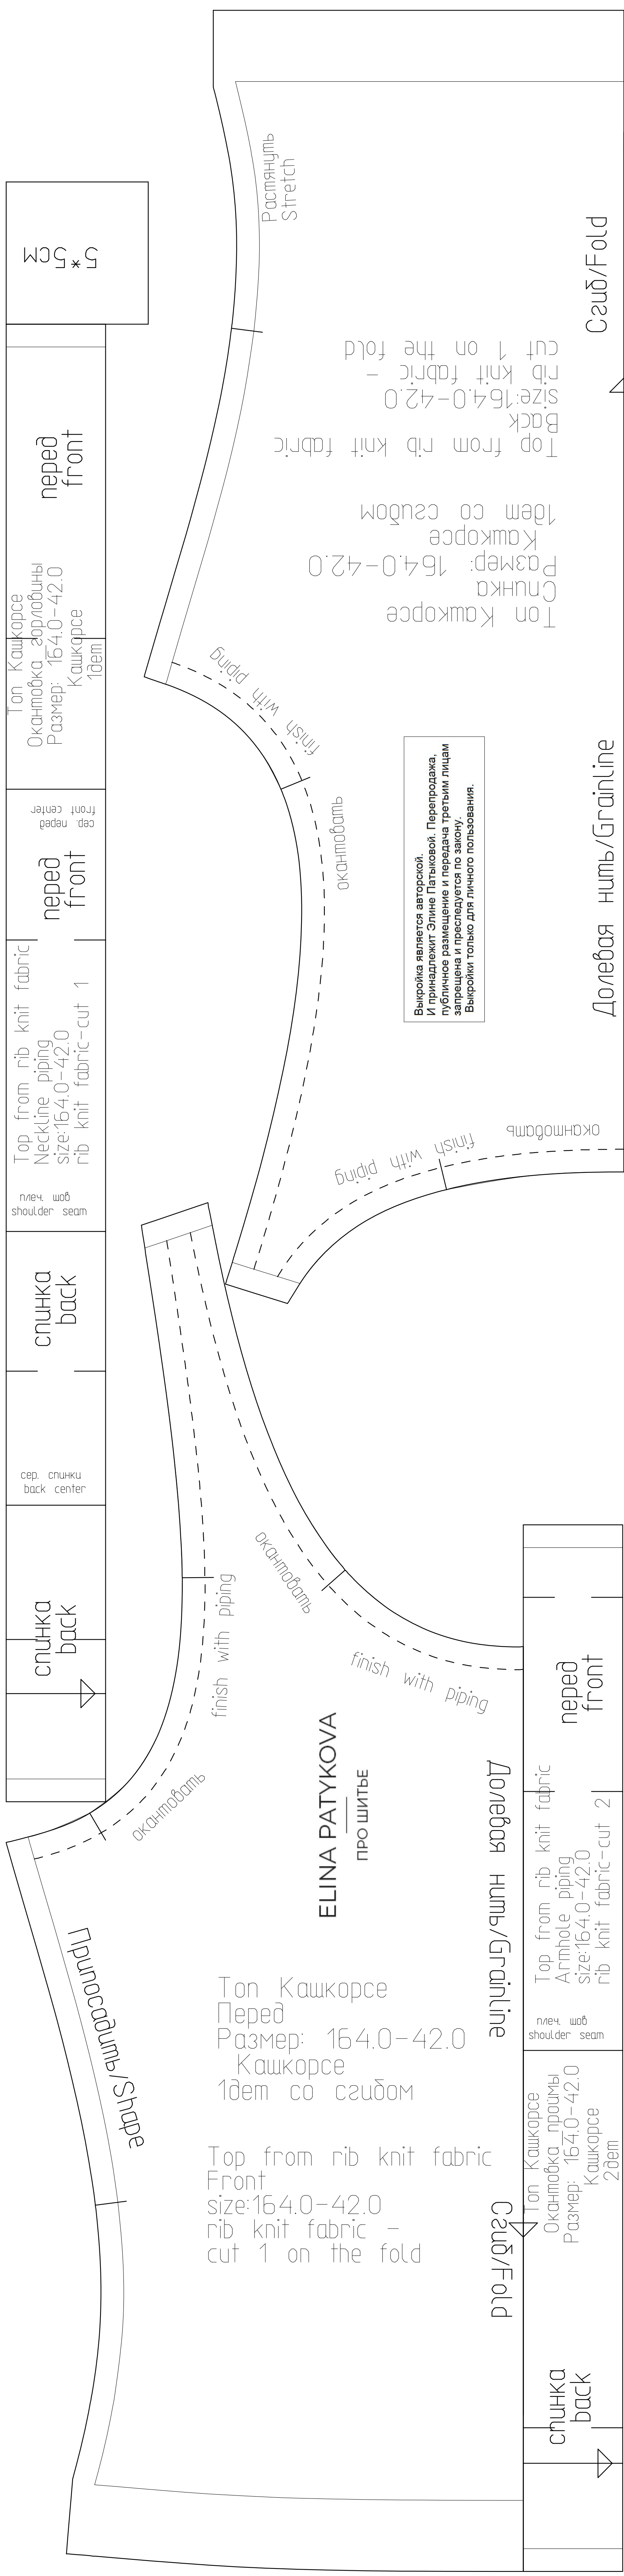 Растянуть
Stretch
5*5см
Сгиб/Fold
Top from rib knit fabric
Back
size:164.0-42.0
rib knit fabric -
cut 1 on the fold
Топ Кашкорсе
Спинка
Размер: 164.0-42.0
Кашкорсе
1дет со сгибом
перед
front
Топ Кашкорсе
Окантовка горловины
Размер: 164.0-42.0
Кашкорсе
1дет
finish with piping
окантовать
сер. перед
front center
перед
front
Выкройка является авторской.
И принадлежит Элине Патыковой. Перепродажа,
публичное размещение и передача третьим лицам
запрещена и преследуется по закону.
Выкройки только для личного пользования.
Долевая нить/Grainline
Top from rib knit fabric
Neckline piping
size:164.0-42.0
rib knit fabric-cut 1
плеч. шов
shoulder seam
finish with piping
окантовать
спинка
back
сер. спинки
back center
спинка
back
окантовать
finish with piping
finish with piping
окантовать
ELINA PATYKOVA
ПРО ШИТЬЕ
Долевая нить/Grainline
перед
front
Top from rib knit fabric
Armhole piping
size:164.0-42.0
rib knit fabric-cut 2
плеч. шов
shoulder seam
Припосадить/Shape
Топ Кашкорсе
Перед
Размер: 164.0-42.0
Кашкорсе
1дет со сгибом
Top from rib knit fabric
Front
size:164.0-42.0
rib knit fabric -
cut 1 on the fold
Сгиб/Fold
Топ Кашкорсе
Окантовка проймы
Размер: 164.0-42.0
Кашкорсе
2дет
спинка
back